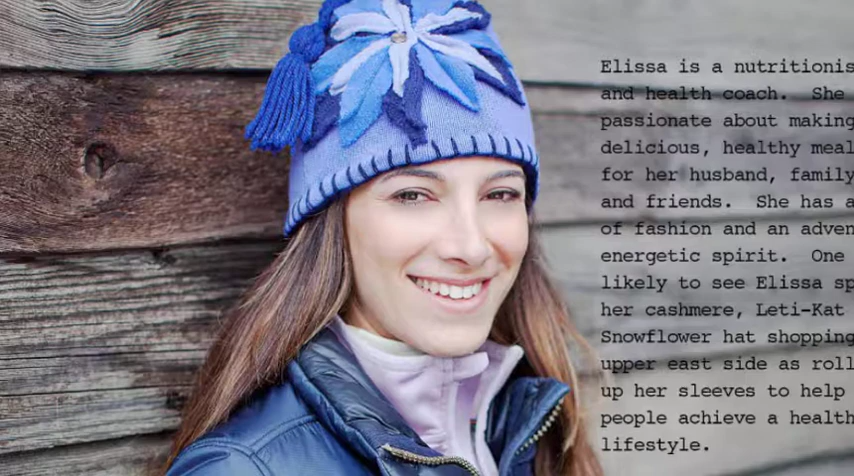 Elissa is a nutritionis
and health coach.  She
passionate about making
delicious, healthy meal
for her husband, family
and friends.  She has a
of fashion and an adven
energetic spirit.  One
likely to see Elissa sp
her cashmere, Leti-Kat
Snowflower hat shopping
upper east side as roll
up her sleeves to help
people achieve a health
lifestyle.